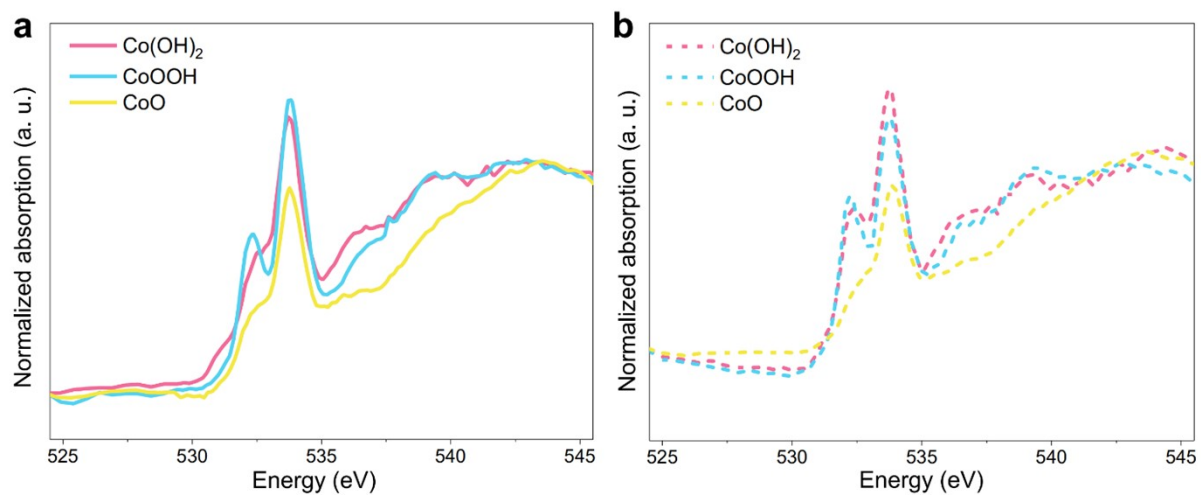 a
Co(OH)₂
CoOOH
CoO
Normalized absorption (a. u.)
525 530 535 540 545
Energy (eV)
b
Co(OH)₂
CoOOH
CoO
Normalized absorption (a. u.)
525 530 535 540 545
Energy (eV)